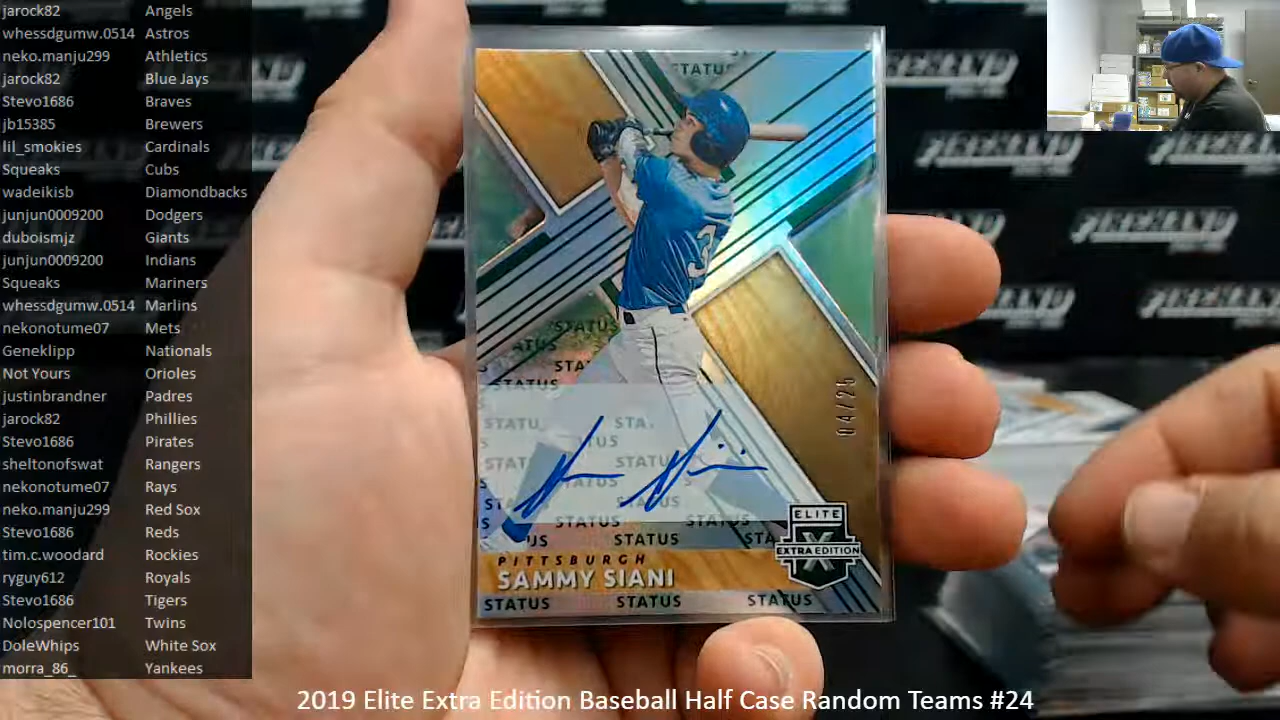 jarock82 Angels
whessdgumw.0514 Astros
neko.manju299 Athletics
jarock82 Blue Jays
Stevo1686 Braves
jb15385 Brewers
lil_smokies Cardinals
Squeaks Cubs
wadeikisb Diamondbacks
junjun0009200 Dodgers
duboismjz Giants
junjun0009200 Indians
Squeaks Mariners
whessdgumw.0514 Marlins
nekonotume07 Mets
Geneklipp Nationals
Not Yours Orioles
justinbrandner Padres
jarock82 Phillies
Stevo1686 Pirates
sheltonofswat Rangers
nekonotume07 Rays
neko.manju299 Red Sox
Stevo1686 Reds
tim.c.woodard Rockies
ryguy612 Royals
Stevo1686 Tigers
Nolospencer101 Twins
DoleWhips White Sox
morra_86_ Yankees
STATUS
3
STATUS
STATUS
04/25
STATUS
STATUS STATUS
STATUS
ELITE
X
EXTRA EDITION
PITTSBURGH
SAMMY SIANI
STATUS STATUS STATUS
2019 Elite Extra Edition Baseball Half Case Random Teams #24